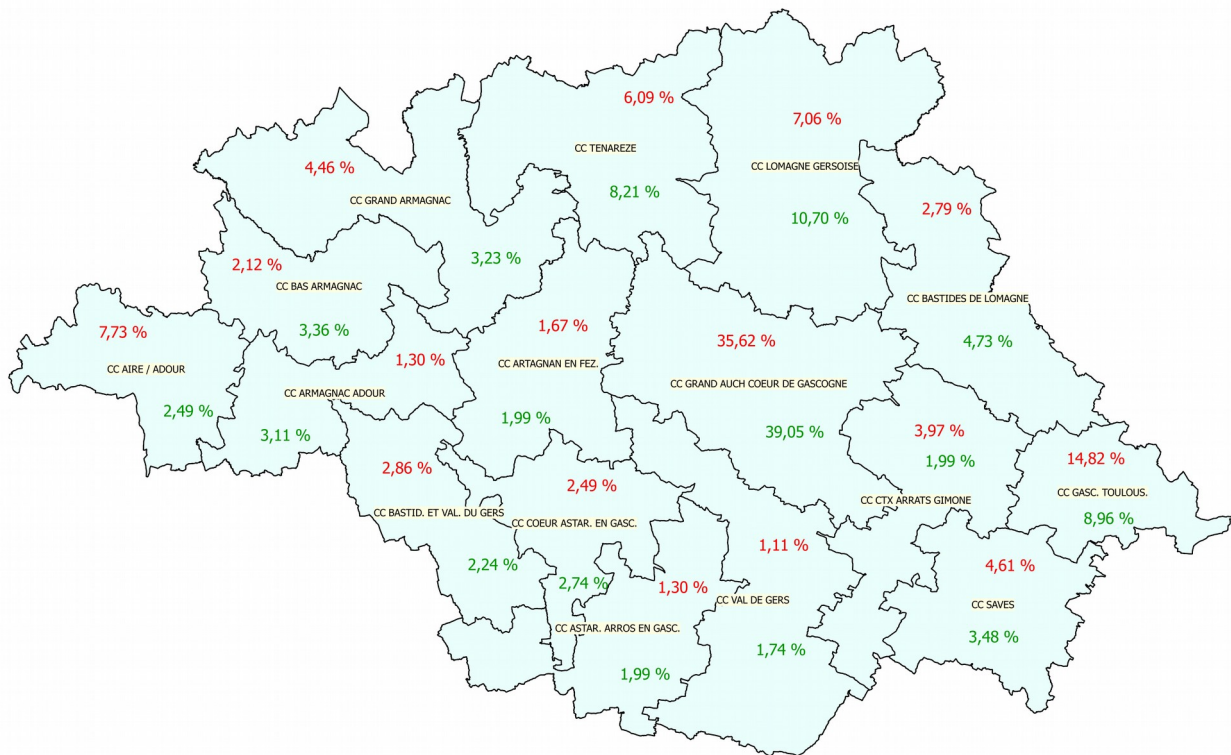 6,09 %
7,06 %
CC TENAREZE
4,46 %
CC LOMAGNE GERSOISE
8,21 %
CC GRAND ARMAGNAC
2,79 %
10,70 %
3,23 %
2,12 %
CC BAS ARMAGNAC
CC BASTIDES DE LOMAGNE
7,73 %
3,36 %
1,67 %
35,62 %
4,73 %
1,30 %
CC ARTAGNAN EN FEZ.
CC AIRE / ADOUR
CC GRAND AUCH COEUR DE GASCOGNE
CC ARMAGNAC ADOUR
2,49 %
1,99 %
3,11 %
39,05 %
3,97 %
1,99 %
14,82 %
2,86 %
2,49 %
CC GASC. TOULOUS.
CC CTX ARRATS GIMONE
CC BASTID. ET VAL. DU GERS
CC COEUR ASTAR. EN GASC.
8,96 %
1,11 %
2,24 %
4,61 %
2,74 %
1,30 %
CC VAL DE GERS
CC SAVES
CC ASTAR. ARROS EN GASC.
3,48 %
1,74 %
1,99 %